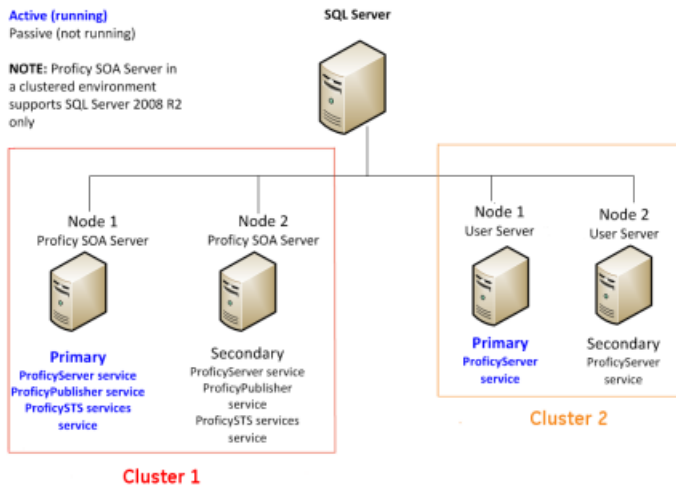 Active (running)
Passive (not running)
NOTE: Proficy SOA Server in
a clustered environment
supports SQL Server 2008 R2
only
SQL Server
Node 1
Proficy SOA Server
Primary
ProficyServer service
ProficyPublisher service
ProficySTS services
service
Node 2
Proficy SOA Server
Secondary
ProficyServer service
ProficyPublisher
service
ProficySTS services
service
Cluster 1
Node 1
User Server
Primary
ProficyServer
service
Node 2
User Server
Secondary
ProficyServer
service
Cluster 2